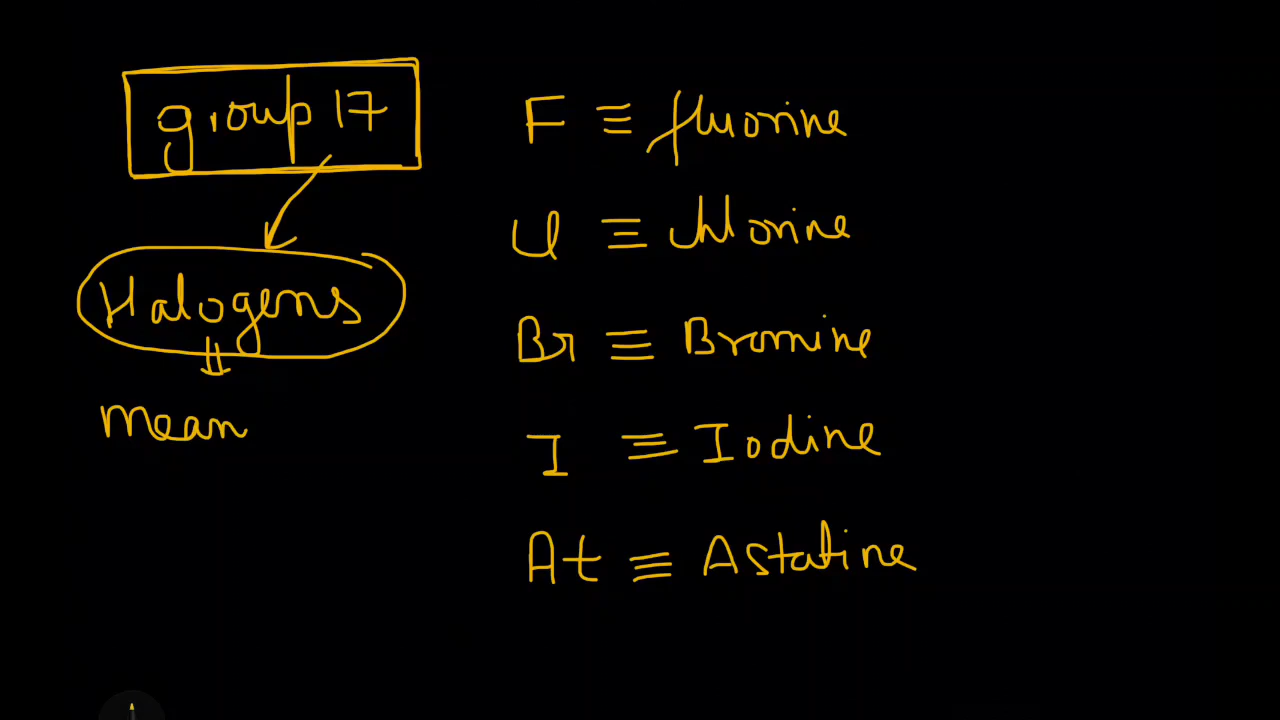 group 17
Halogens
mean
F ≡ fluorine
Cl ≡ chlorine
Br ≡ Bromine
I ≡ Iodine
At ≡ Astatine